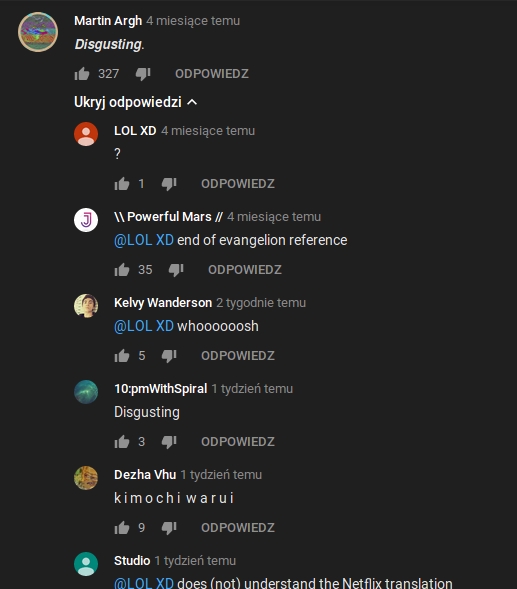 Martin Argh 4 miesiące temu
Disgusting.
327 ODPOWIEDZ
Ukryj odpowiedzi
LOL XD 4 miesiące temu
?
1 ODPOWIEDZ
\\ Powerful Mars // 4 miesiące temu
@LOL XD end of evangelion reference
35 ODPOWIEDZ
Kelvy Wanderson 2 tygodnie temu
@LOL XD whoooooosh
5 ODPOWIEDZ
10:pmWithSpiral 1 tydzień temu
Disgusting
3 ODPOWIEDZ
Dezha Vhu 1 tydzień temu
k i m o c h i w a r u i
9 ODPOWIEDZ
Studio 1 tydzień temu
@LOL XD does (not) understand the Netflix translation